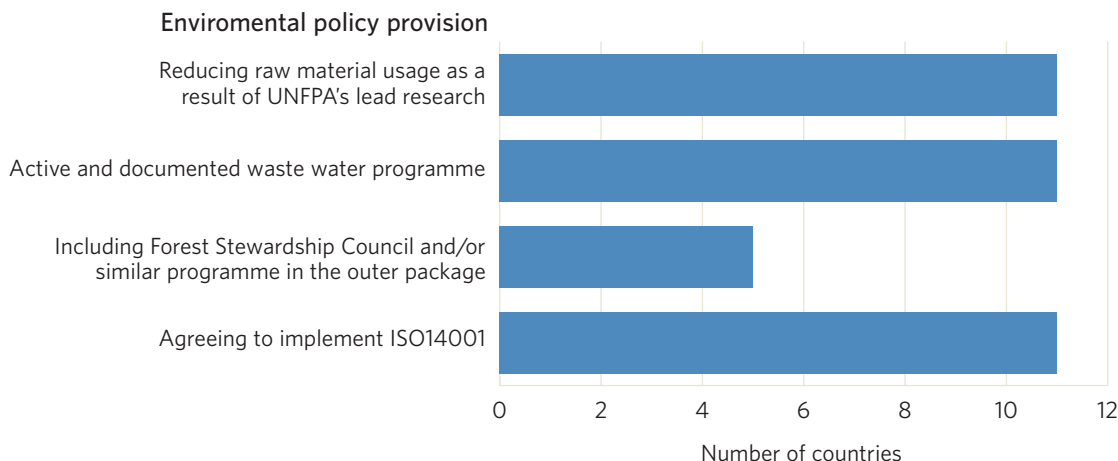 Enviromental policy provision
Reducing raw material usage as a
result of UNFPA's lead research
Active and documented waste water programme
Including Forest Stewardship Council and/or
similar programme in the outer package
Agreeing to implement ISO14001
0 2 4 6 8 10 12
Number of countries